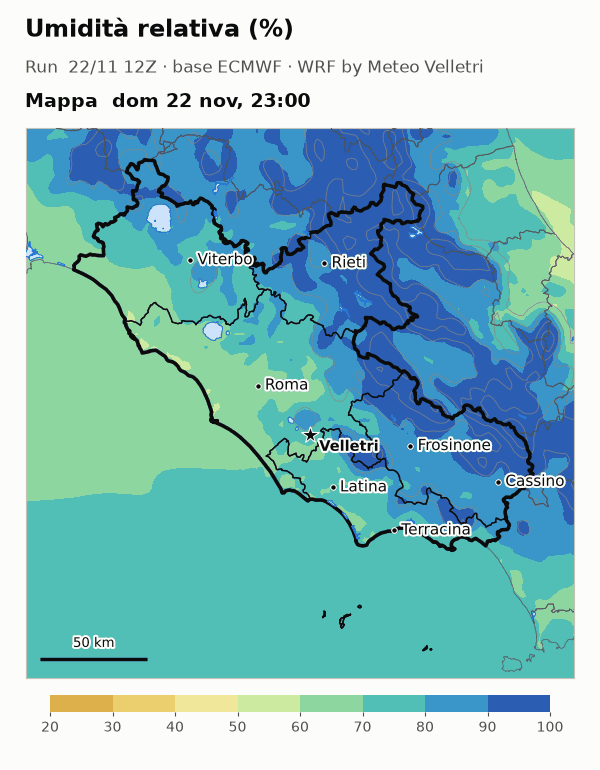 Umidità relativa (%)
Run  22/11 12Z · base ECMWF · WRF by Meteo Velletri
Mappa  dom 22 nov, 23:00
Viterbo
Rieti
Roma
Velletri
Frosinone
Latina
Cassino
Terracina
50 km
20 30 40 50 60 70 80 90 100